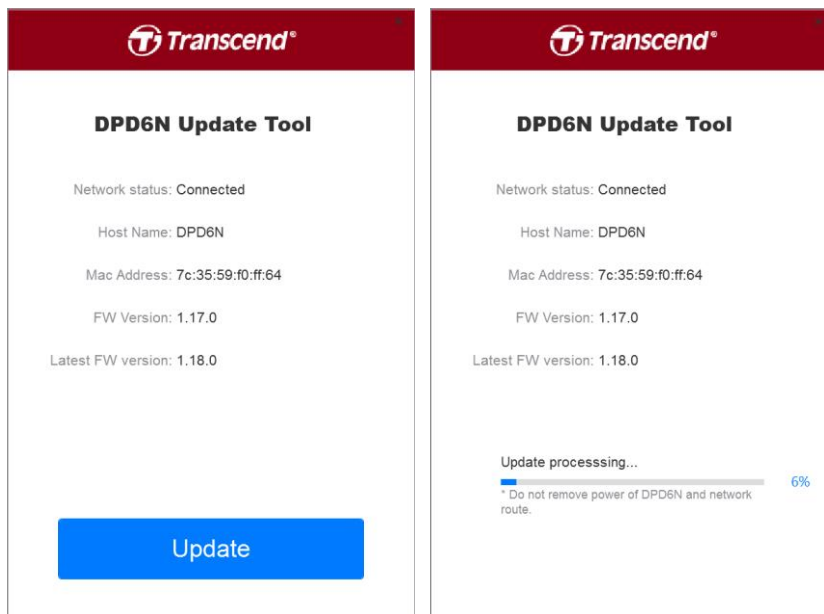 Transcend®
DPD6N Update Tool
Network status: Connected
Host Name: DPD6N
Mac Address: 7c:35:59:f0:ff:64
FW Version: 1.17.0
Latest FW version: 1.18.0
Update
Transcend®
DPD6N Update Tool
Network status: Connected
Host Name: DPD6N
Mac Address: 7c:35:59:f0:ff:64
FW Version: 1.17.0
Latest FW version: 1.18.0
Update processsing...
6%
* Do not remove power of DPD6N and network
route.